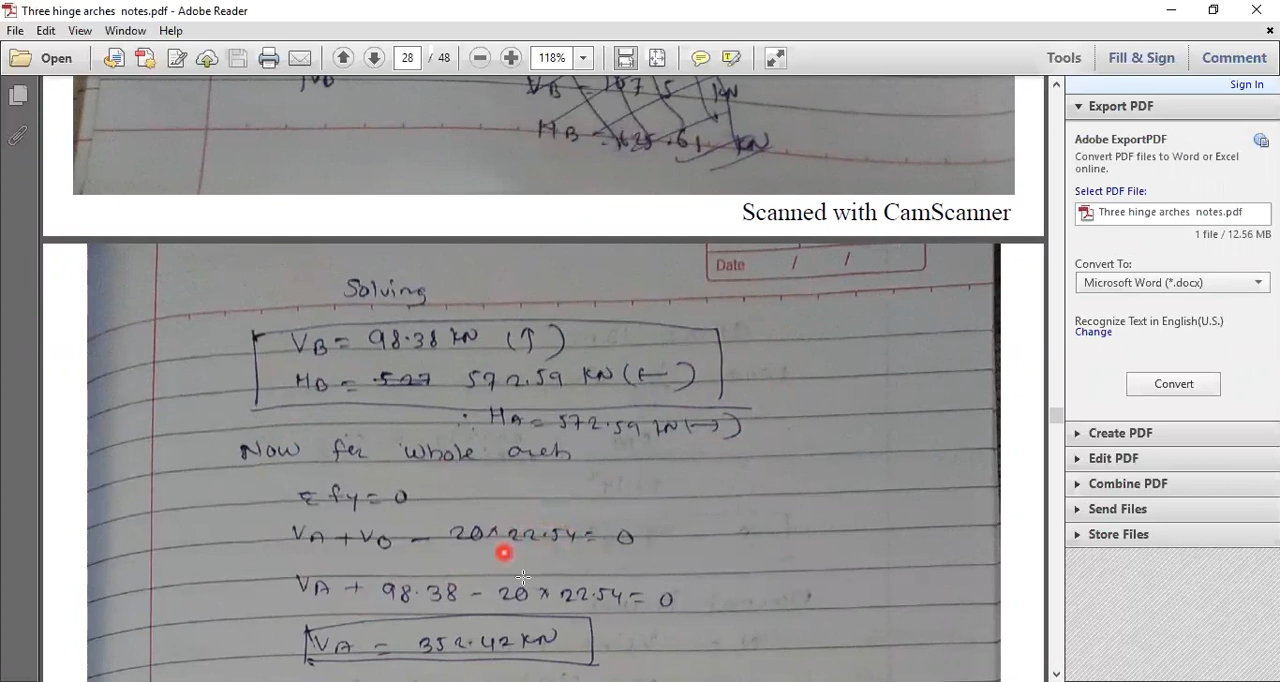 Three hinge arches notes.pdf - Adobe Reader
File Edit View Window Help
Open 28 / 48 118% Tools Fill & Sign Comment
Sign In
Export PDF
Adobe ExportPDF
Convert PDF files to Word or Excel
online.
Select PDF File:
Three hinge arches notes.pdf
1 file / 12.56 MB
Convert To:
Microsoft Word (*.docx)
Recognize Text in English(U.S.)
Change
Convert
Create PDF
Edit PDF
Combine PDF
Send Files
Store Files
Scanned with CamScanner
Date / /
Solving
VB = 98.38 KN (↑)
HB = 572.59 KN (←)
∴ HA = 572.59 KN (→)
Now for whole arch
Σ fy = 0
VA + VB - 20 × 22.54 = 0
VA + 98.38 - 20 × 22.54 = 0
VA = 352.42 KN